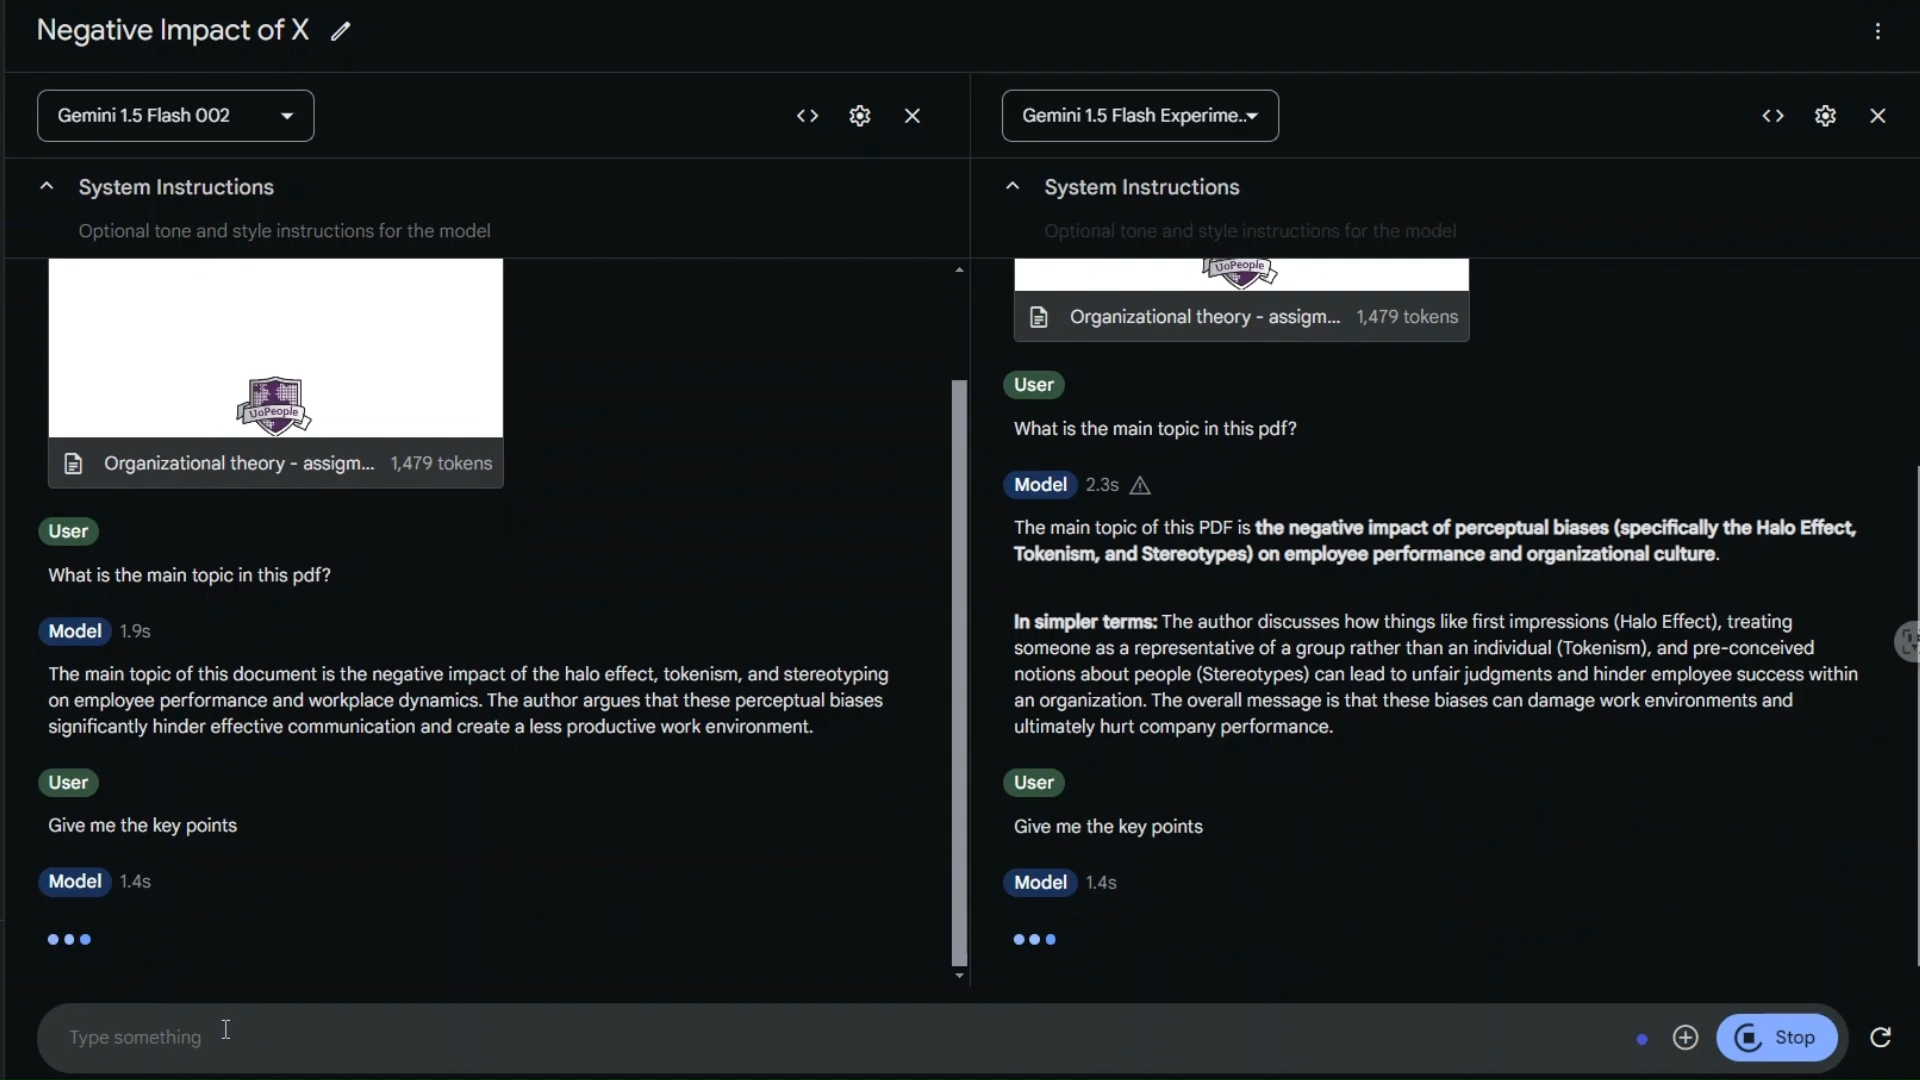 Negative Impact of X
Gemini 1.5 Flash 002
System Instructions
Optional tone and style instructions for the model
UoPeople
Organizational theory - assigm... 1,479 tokens
User
What is the main topic in this pdf?
Model 1.9s
The main topic of this document is the negative impact of the halo effect, tokenism, and stereotyping
on employee performance and workplace dynamics. The author argues that these perceptual biases
significantly hinder effective communication and create a less productive work environment.
User
Give me the key points
Model 1.4s
Gemini 1.5 Flash Experime..
System Instructions
Optional tone and style instructions for the model
UoPeople
Organizational theory - assigm... 1,479 tokens
User
What is the main topic in this pdf?
Model 2.3s
The main topic of this PDF is the negative impact of perceptual biases (specifically the Halo Effect,
Tokenism, and Stereotypes) on employee performance and organizational culture.
In simpler terms: The author discusses how things like first impressions (Halo Effect), treating
someone as a representative of a group rather than an individual (Tokenism), and pre-conceived
notions about people (Stereotypes) can lead to unfair judgments and hinder employee success within
an organization. The overall message is that these biases can damage work environments and
ultimately hurt company performance.
User
Give me the key points
Model 1.4s
Type something
Stop